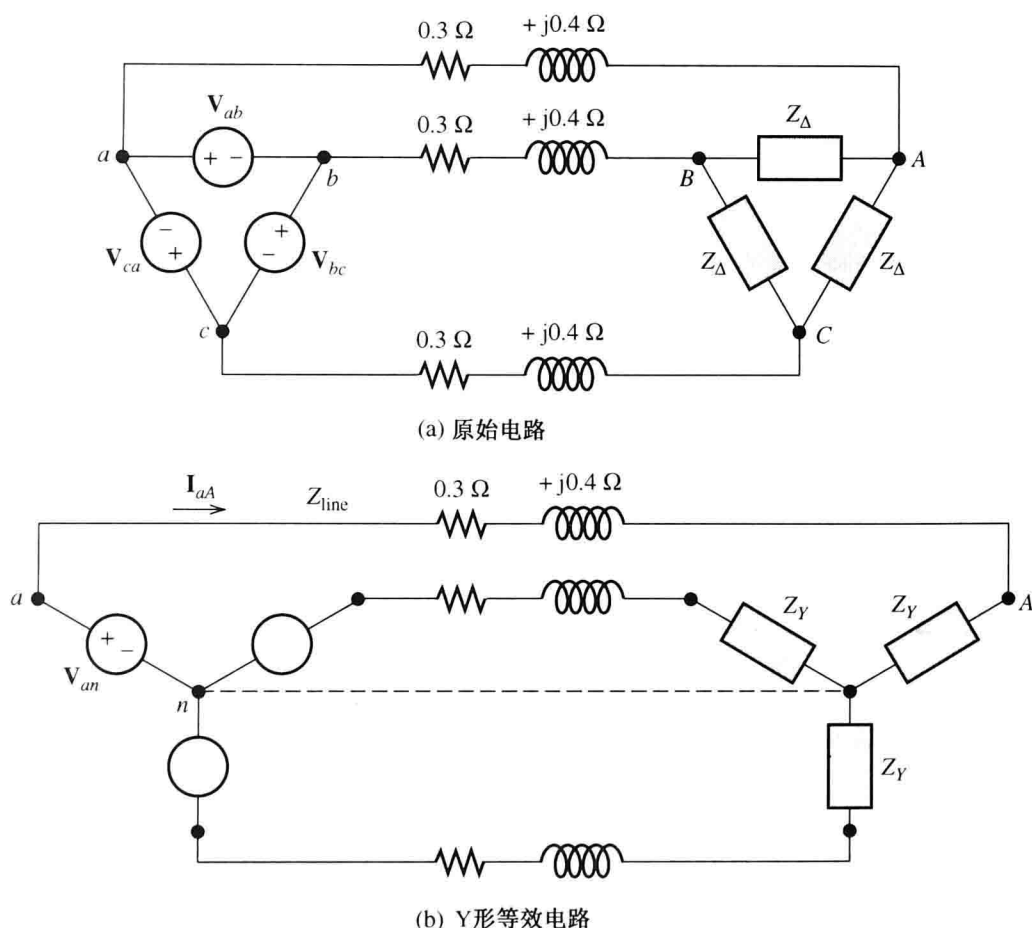 0.3 Ω + j0.4 Ω
V_ab
0.3 Ω + j0.4 Ω
Z_Δ
a + − b B A
V_ca − + + − V_bc
Z_Δ Z_Δ
c C
0.3 Ω + j0.4 Ω
(a) 原始电路
I_aA Z_line 0.3 Ω + j0.4 Ω
a A
+ − Z_Y Z_Y
V_an
n
Z_Y
(b) Y形等效电路